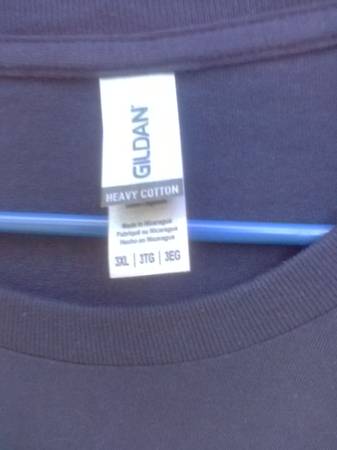 GILDAN
HEAVY COTTON
Made in Nicaragua
Fabriqué au Nicaragua
Hecho en Nicaragua
3XL | 3TG | 3EG